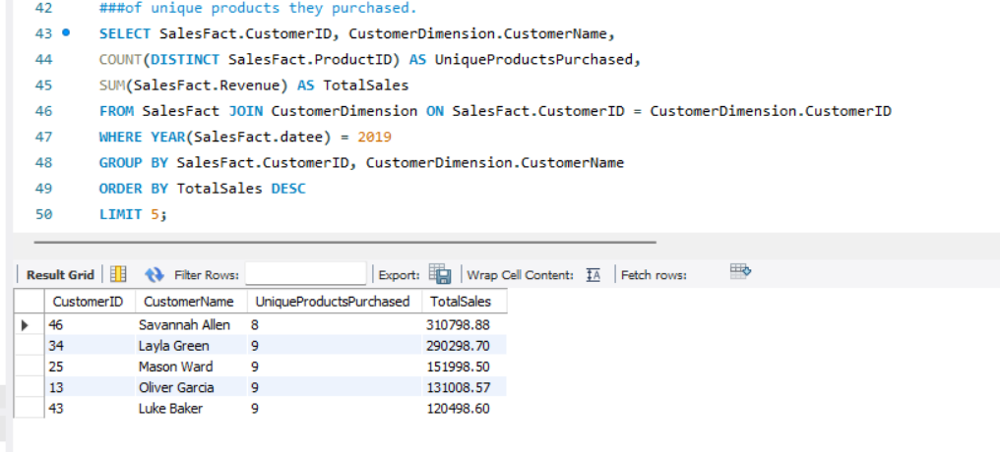 42 ###of unique products they purchased.
43 SELECT SalesFact.CustomerID, CustomerDimension.CustomerName,
44 COUNT(DISTINCT SalesFact.ProductID) AS UniqueProductsPurchased,
45 SUM(SalesFact.Revenue) AS TotalSales
46 FROM SalesFact JOIN CustomerDimension ON SalesFact.CustomerID = CustomerDimension.CustomerID
47 WHERE YEAR(SalesFact.datee) = 2019
48 GROUP BY SalesFact.CustomerID, CustomerDimension.CustomerName
49 ORDER BY TotalSales DESC
50 LIMIT 5;
Result Grid Filter Rows: Export: Wrap Cell Content: IA Fetch rows:
CustomerID CustomerName UniqueProductsPurchased TotalSales
46 Savannah Allen 8 310798.88
34 Layla Green 9 290298.70
25 Mason Ward 9 151998.50
13 Oliver Garcia 9 131008.57
43 Luke Baker 9 120498.60